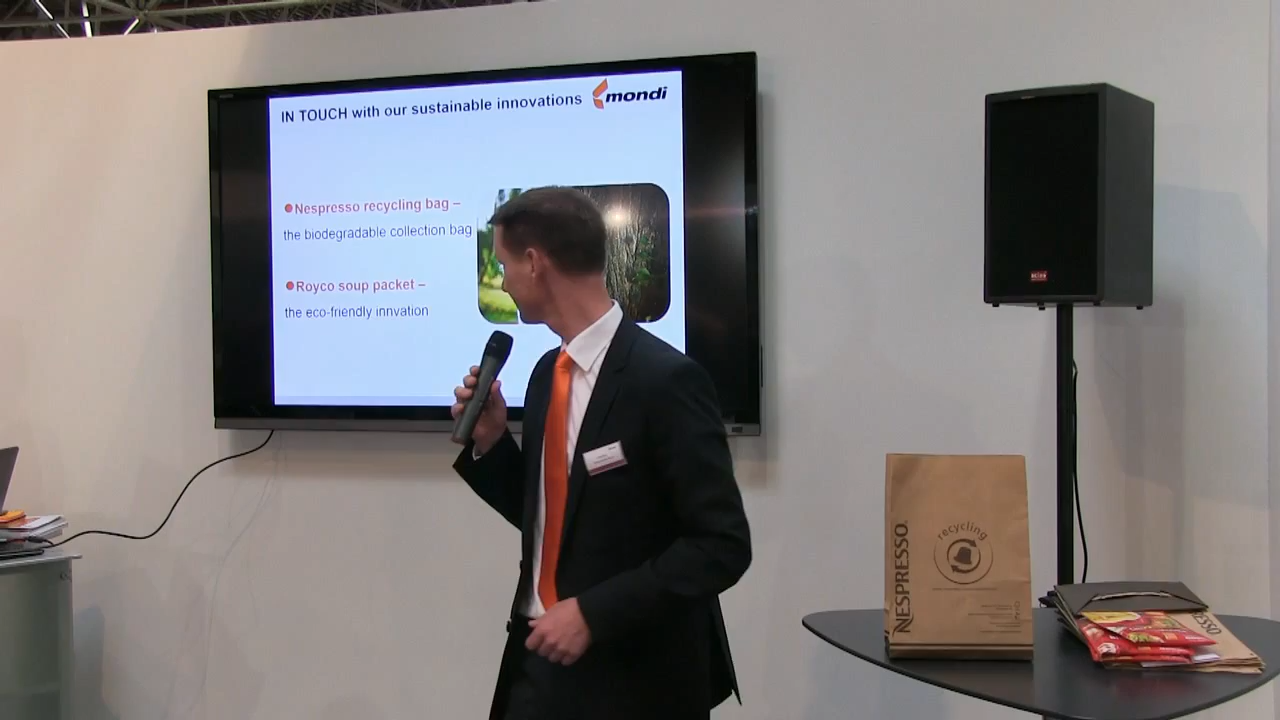 IN TOUCH with our sustainable innovations
mondi
Nespresso recycling bag –
the biodegradable collection bag
Royco soup packet –
the eco-friendly innvation
NESPRESSO.
recycling
ESSO